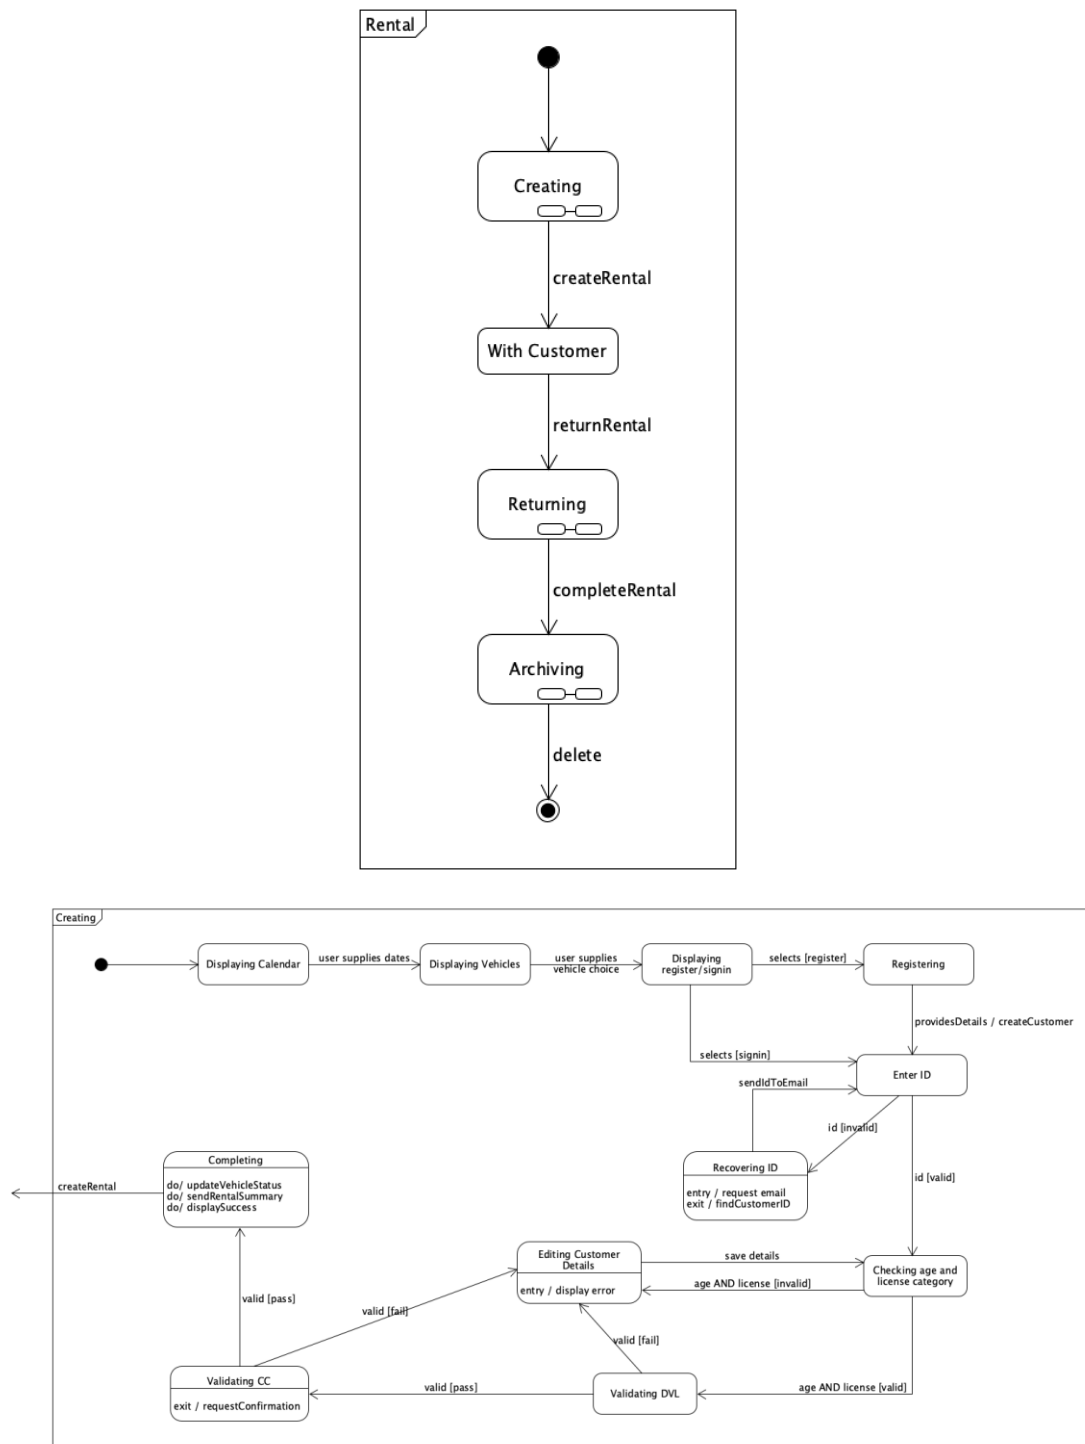 Rental
Creating
createRental
With Customer
returnRental
Returning
completeRental
Archiving
delete
Creating
Displaying Calendar
user supplies dates
Displaying Vehicles
user supplies
vehicle choice
Displaying
register/signin
selects [register]
Registering
providesDetails / createCustomer
selects [signin]
Enter ID
sendIdToEmail
id [invalid]
Recovering ID
entry / request email
exit / findCustomerID
id [valid]
Completing
do/ updateVehicleStatus
do/ sendRentalSummary
do/ displaySuccess
createRental
Editing Customer
Details
entry / display error
save details
age AND license [invalid]
Checking age and
license category
valid [pass]
valid [fail]
valid [fail]
Validating CC
exit / requestConfirmation
valid [pass]
Validating DVL
age AND license [valid]